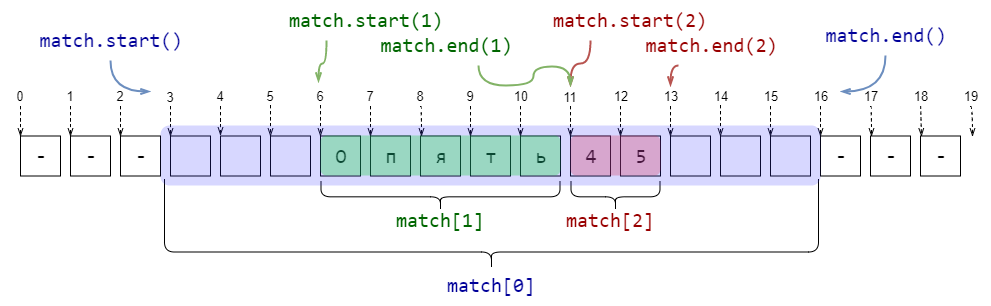 match.start(1)
match.start(2)
match.start()
match.end(1)
match.end(2)
match.end()
0 1 2 3 4 5 6 7 8 9 10 11 12 13 14 15 16 17 18 19
- - - О п я т ь 4 5 - - -
match[1]
match[2]
match[0]